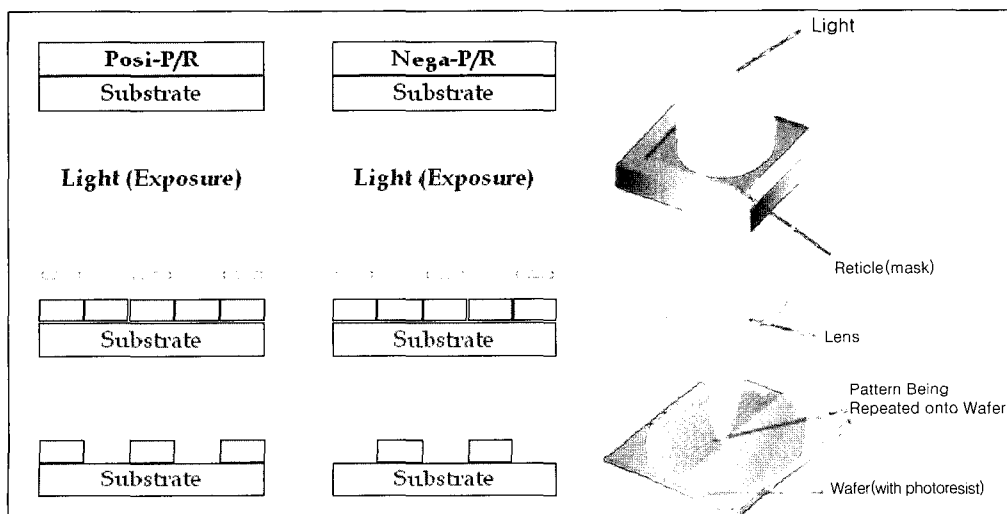 Posi-P/R
Substrate
Light (Exposure)
Substrate
Substrate
Nega-P/R
Substrate
Light (Exposure)
Substrate
Substrate
Light
Reticle(mask)
Lens
Pattern Being
Repeated onto Wafer
Wafer(with photoresist)